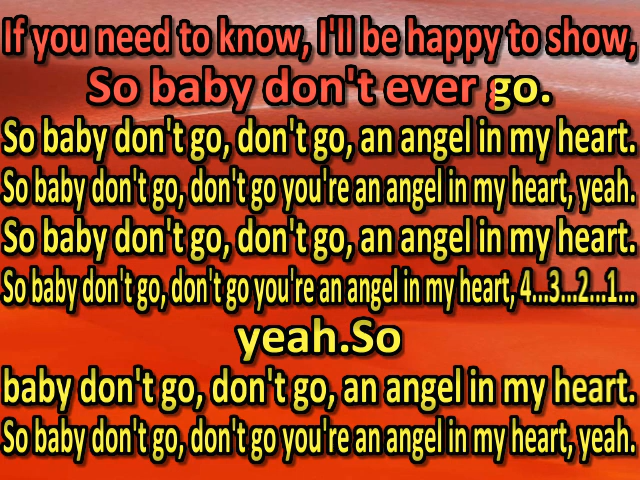 If you need to know, I'll be happy to show,
So baby don't ever go.
So baby don't go, don't go, an angel in my heart.
So baby don't go, don't go you're an angel in my heart, yeah.
So baby don't go, don't go, an angel in my heart.
So baby don't go, don't go you're an angel in my heart, 4...3...2...1...
yeah.So
baby don't go, don't go, an angel in my heart.
So baby don't go, don't go you're an angel in my heart, yeah.